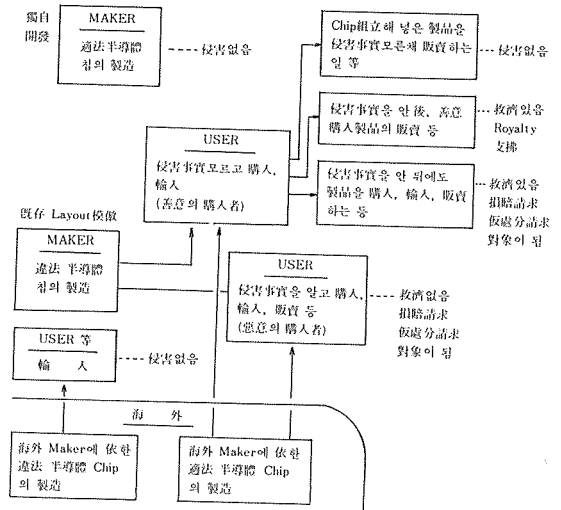 獨自
開發
MAKER
適法半導體
칩의 製造
侵害없음
Chip組立해 넣은 製品을
侵害事實모른채 販賣하는
일 등
侵害없음
USER
侵害事實모르고 購入,
輸入
(善意의 購入者)
侵害事實을 안 後, 善意
購入製品의 販賣 등
救濟있음
Royalty
支拂
侵害事實을 안 뒤에도
製品을 購入, 輸入, 販賣
하는 등
救濟있음
損賠請求
仮處分請求
對象이 됨
旣存 Layout模倣
MAKER
違法 半導體
칩의 製造
USER
侵害事實을 알고 購入,
輸入, 販賣 등
(惡意의 購入者)
救濟없음
損賠請求
仮處分請求
對象이 됨
USER 等
輸 入
侵害없음
海 外
海外 Maker에 依한
違法 半導體 Chip
의 製造
海外 Maker에 依한
適法 半導體 Chip
의 製造